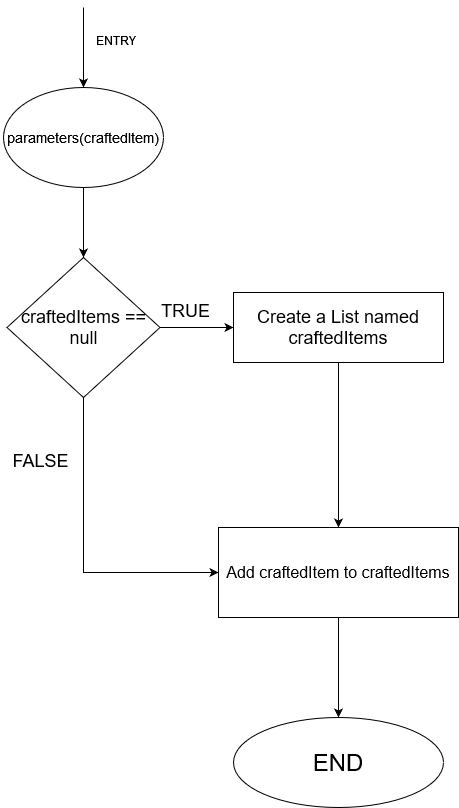 ENTRY
parameters(craftedItem)
craftedItems ==
null
TRUE
Create a List named
craftedItems
FALSE
Add craftedItem to craftedItems
END